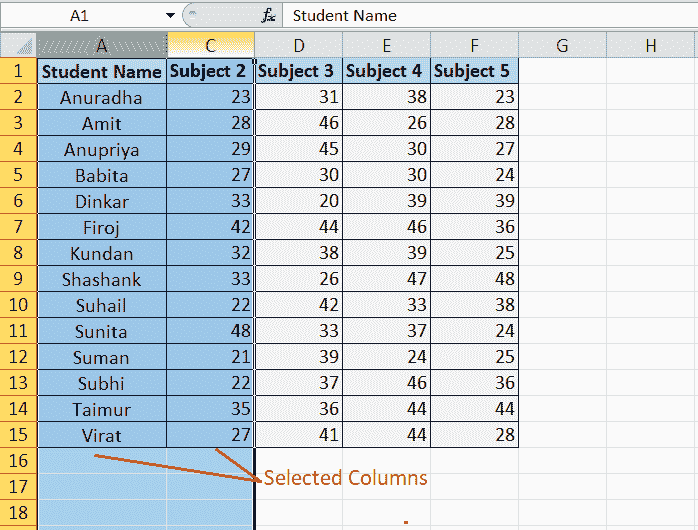 A1 fx Student Name
A C D E F G H
1 Student Name Subject 2 Subject 3 Subject 4 Subject 5
2 Anuradha 23 31 38 23
3 Amit 28 46 26 28
4 Anupriya 29 45 30 27
5 Babita 27 30 30 24
6 Dinkar 33 20 39 39
7 Firoj 42 44 46 36
8 Kundan 32 38 39 25
9 Shashank 33 26 47 48
10 Suhail 22 42 33 38
11 Sunita 48 33 37 24
12 Suman 21 39 24 25
13 Subhi 22 37 46 36
14 Taimur 35 36 44 44
15 Virat 27 41 44 28
16
17 Selected Columns
18